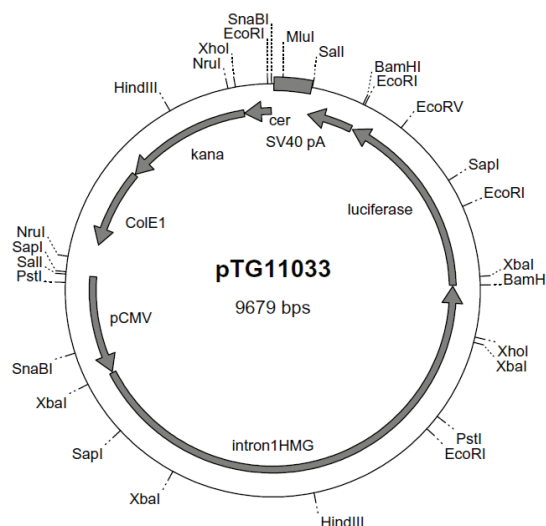 SnaBI
EcoRI
MluI
SalI
XhoI
NruI
HindIII
BamHI
EcoRI
EcoRV
SapI
EcoRI
cer
SV40 pA
kana
luciferase
ColE1
NruI
SapI
SalI
PstI
pTG11033
9679 bps
XbaI
BamH
pCMV
XhoI
XbaI
SnaBI
XbaI
SapI
XbaI
intron1HMG
PstI
EcoRI
HindIII